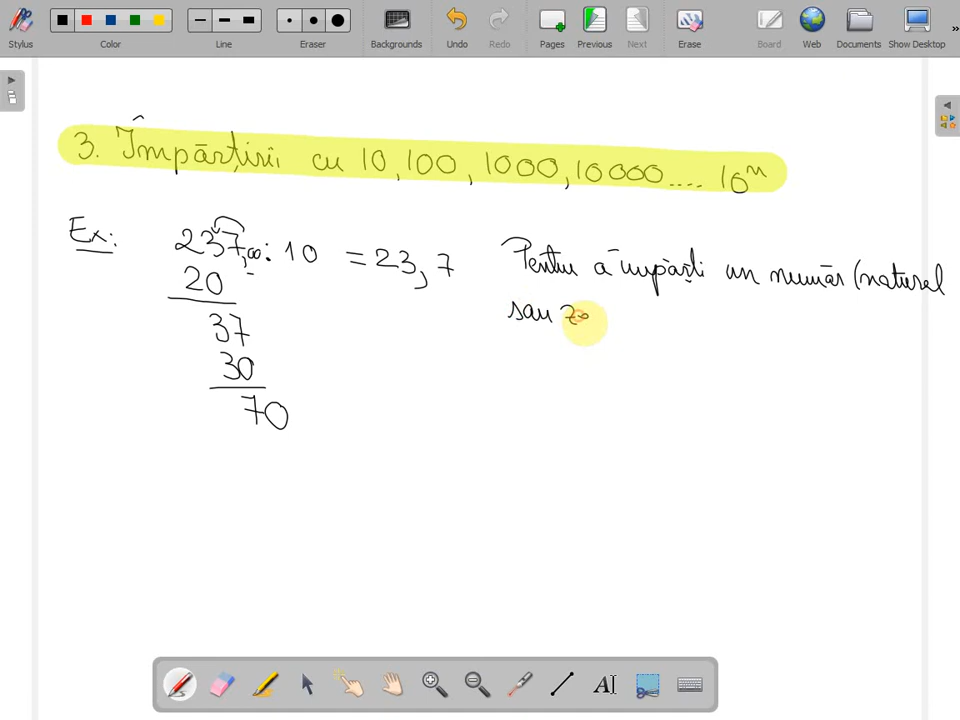 Stylus
Color
Line
Eraser
Backgrounds
Undo
Redo
Pages
Previous
Next
Erase
Board
Web
Documents
Show Desktop
»
3. Împărțirii cu 10, 100, 1000, 10000.... 10ⁿ
Ex: 237,00 : 10 = 23,7
20
37
30
70
Pentru a împărți un număr (natural
sau ze